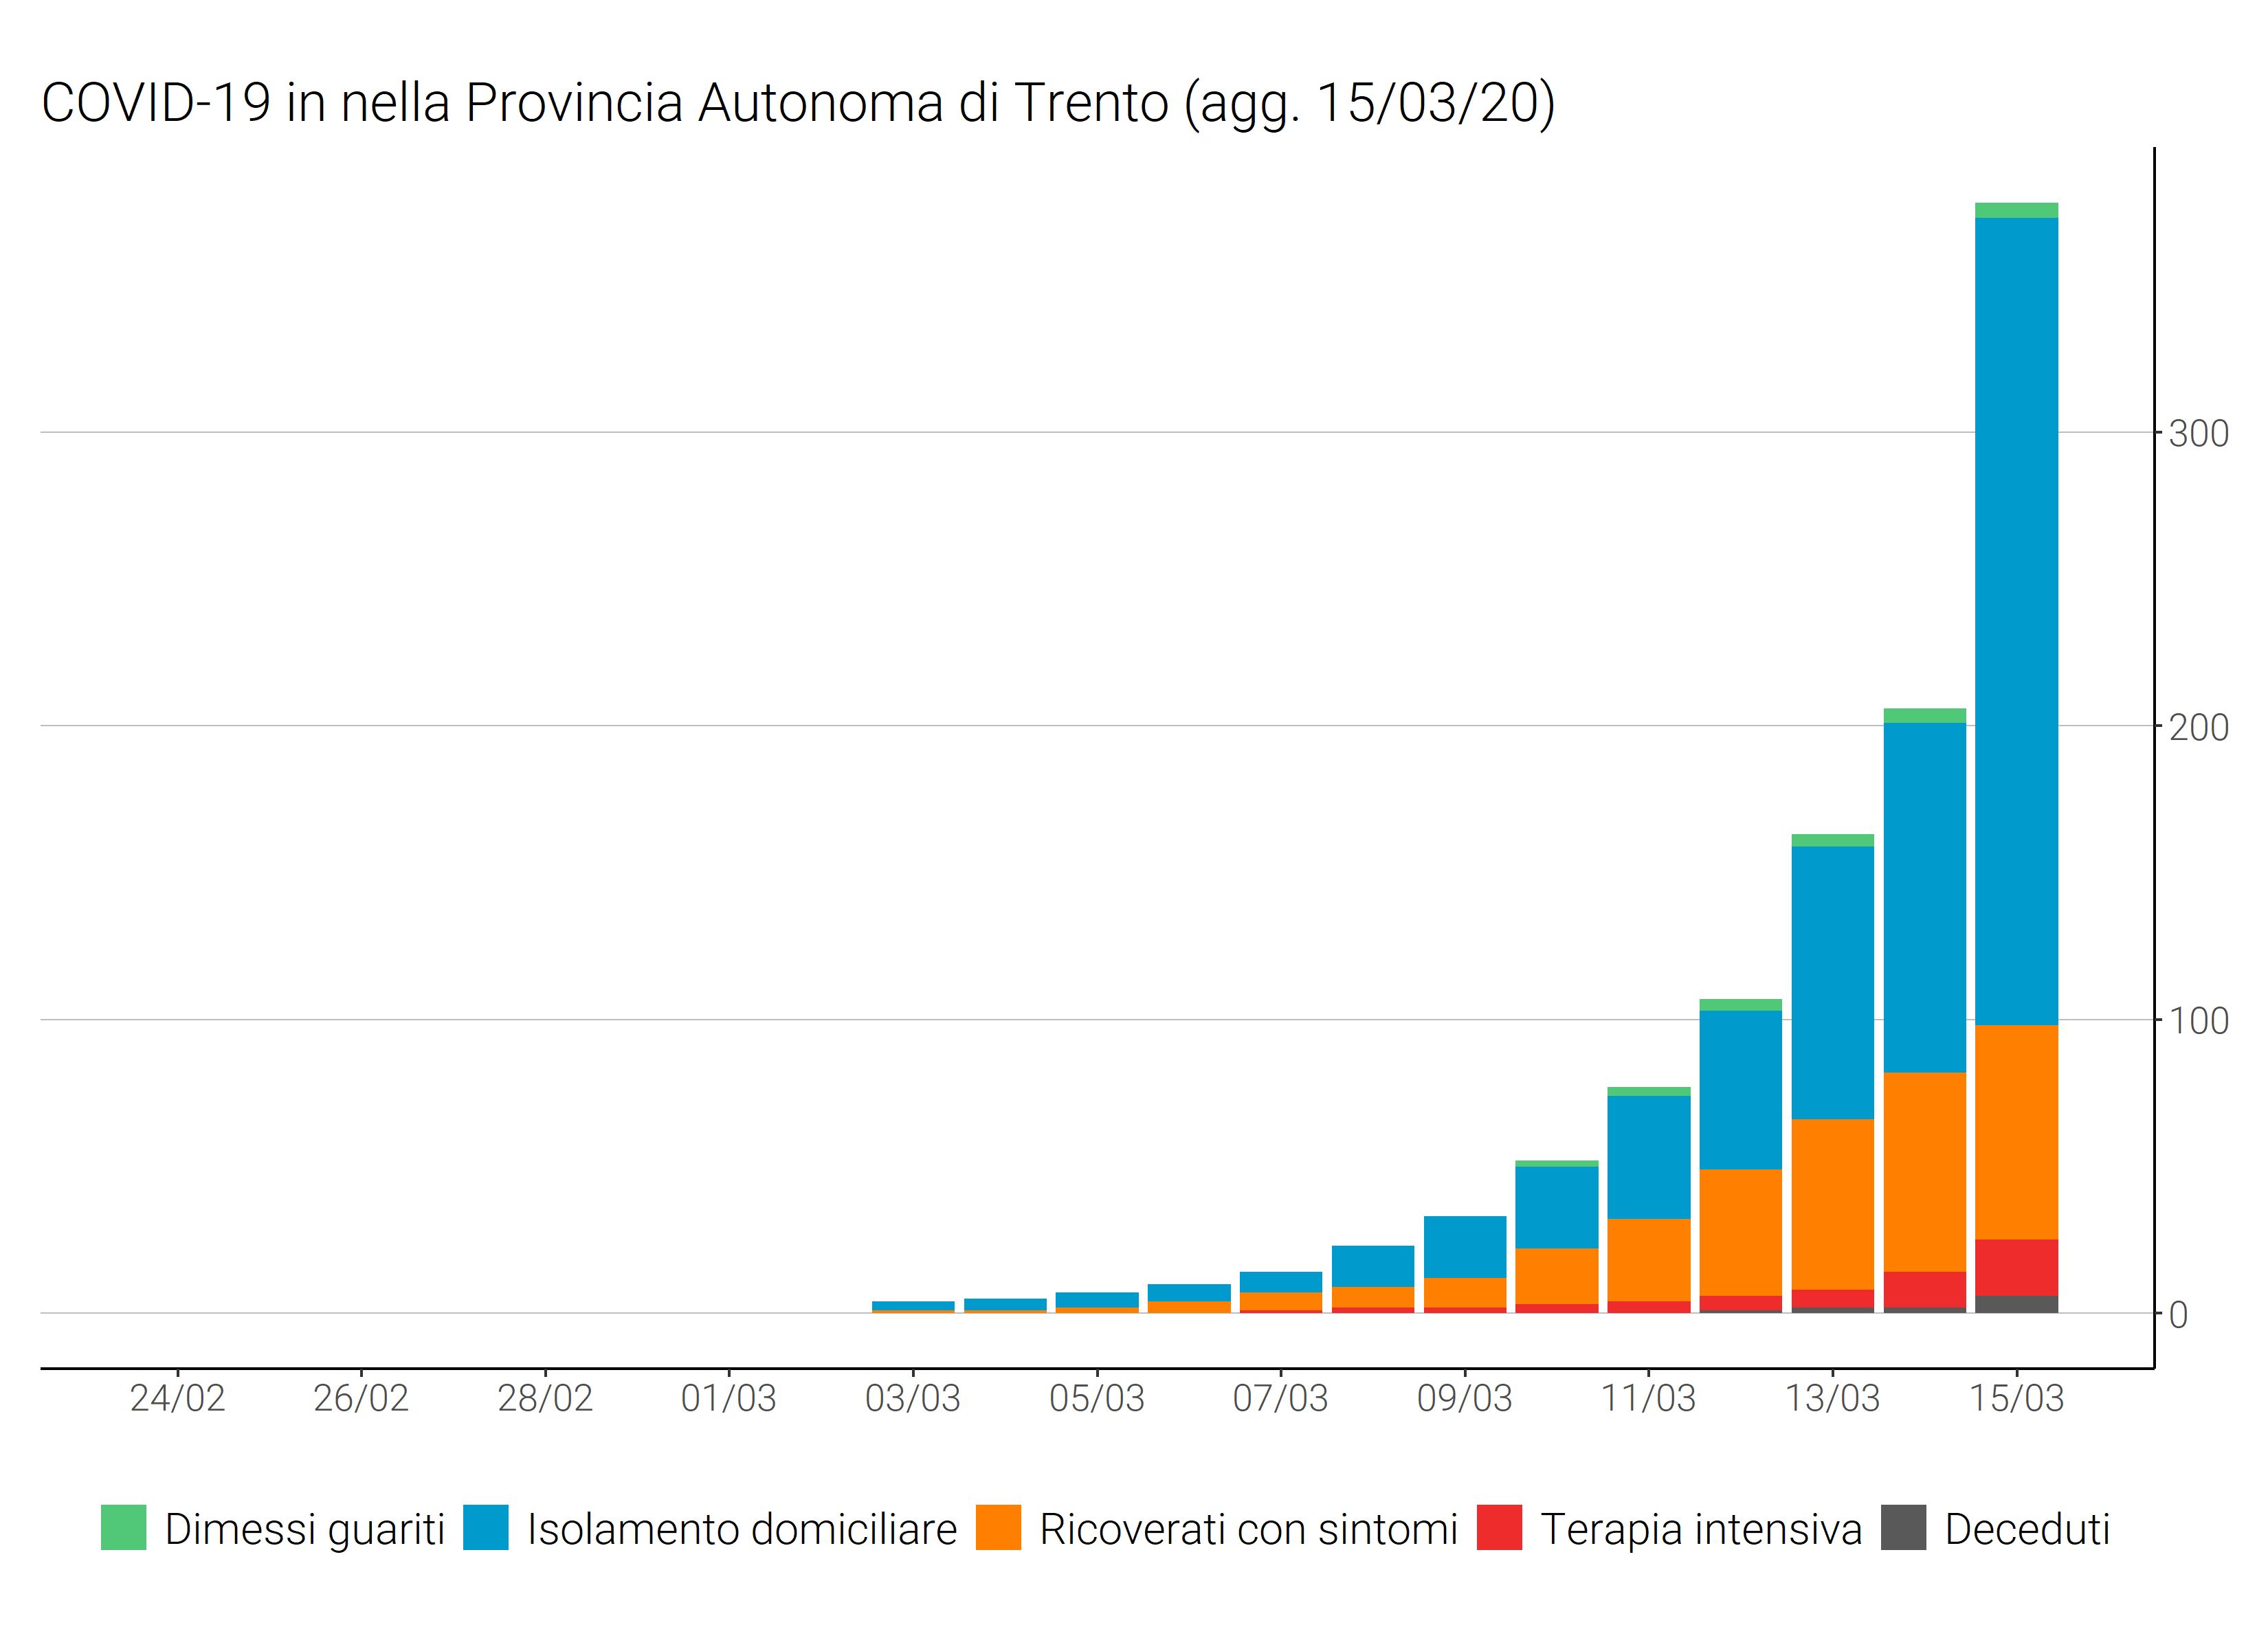 COVID-19 in nella Provincia Autonoma di Trento (agg. 15/03/20)
300
200
100
0
24/02 26/02 28/02 01/03 03/03 05/03 07/03 09/03 11/03 13/03 15/03
Dimessi guariti Isolamento domiciliare Ricoverati con sintomi Terapia intensiva Deceduti